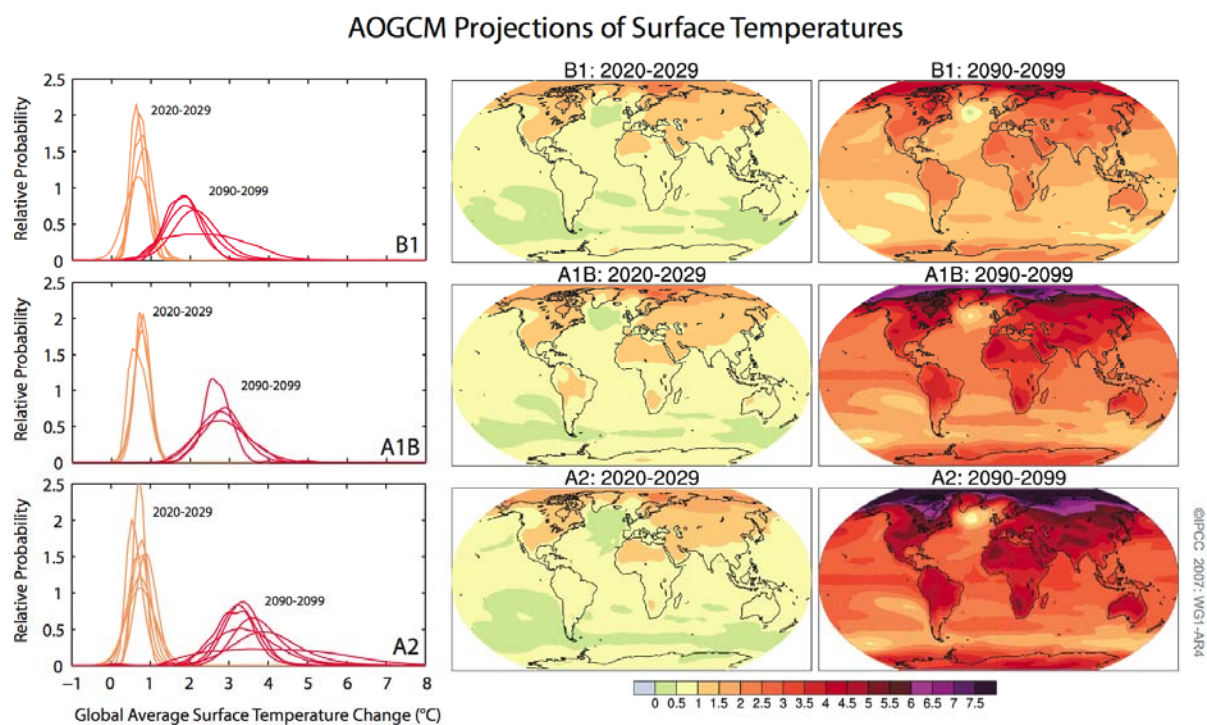 AOGCM Projections of Surface Temperatures
2.5
2
1.5
1
0.5
0
Relative Probability
2020-2029
2090-2099
B1
B1: 2020-2029
B1: 2090-2099
2.5
2
1.5
1
0.5
0
Relative Probability
2020-2029
2090-2099
A1B
A1B: 2020-2029
A1B: 2090-2099
2.5
2
1.5
1
0.5
0
Relative Probability
2020-2029
2090-2099
A2
A2: 2020-2029
A2: 2090-2099
−1 0 1 2 3 4 5 6 7 8
Global Average Surface Temperature Change (°C)
0 0.5 1 1.5 2 2.5 3 3.5 4 4.5 5 5.5 6 6.5 7 7.5
©IPCC 2007: WG1-AR4